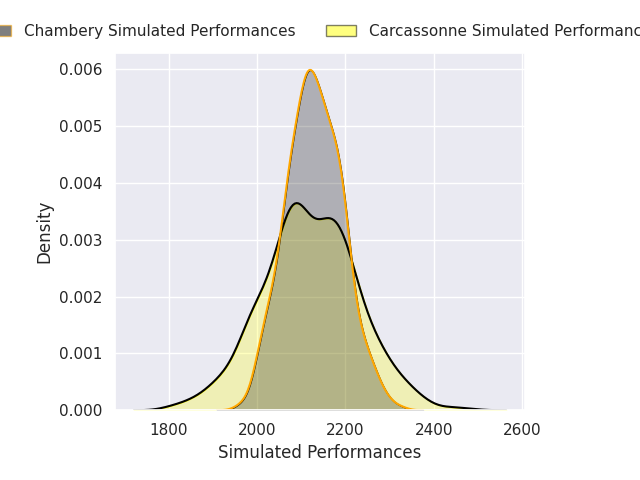 Chambery Simulated Performances
Carcassonne Simulated
0.006
0.005
0.004
0.003
0.002
0.001
0.000
Density
1800 2000 2200 2400 2600
Simulated Performances